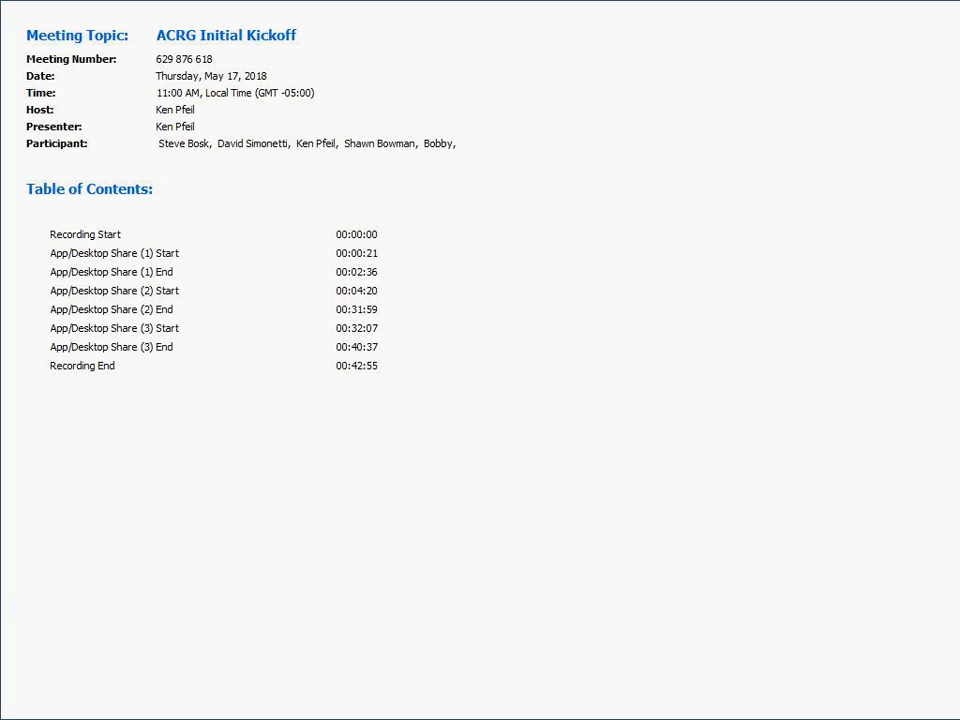 Meeting Topic: ACRG Initial Kickoff
Meeting Number: 629 876 618
Date: Thursday, May 17, 2018
Time: 11:00 AM, Local Time (GMT -05:00)
Host: Ken Pfeil
Presenter: Ken Pfeil
Participant: Steve Bosk, David Simonetti, Ken Pfeil, Shawn Bowman, Bobby,
Table of Contents:
Recording Start 00:00:00
App/Desktop Share (1) Start 00:00:21
App/Desktop Share (1) End 00:02:36
App/Desktop Share (2) Start 00:04:20
App/Desktop Share (2) End 00:31:59
App/Desktop Share (3) Start 00:32:07
App/Desktop Share (3) End 00:40:37
Recording End 00:42:55